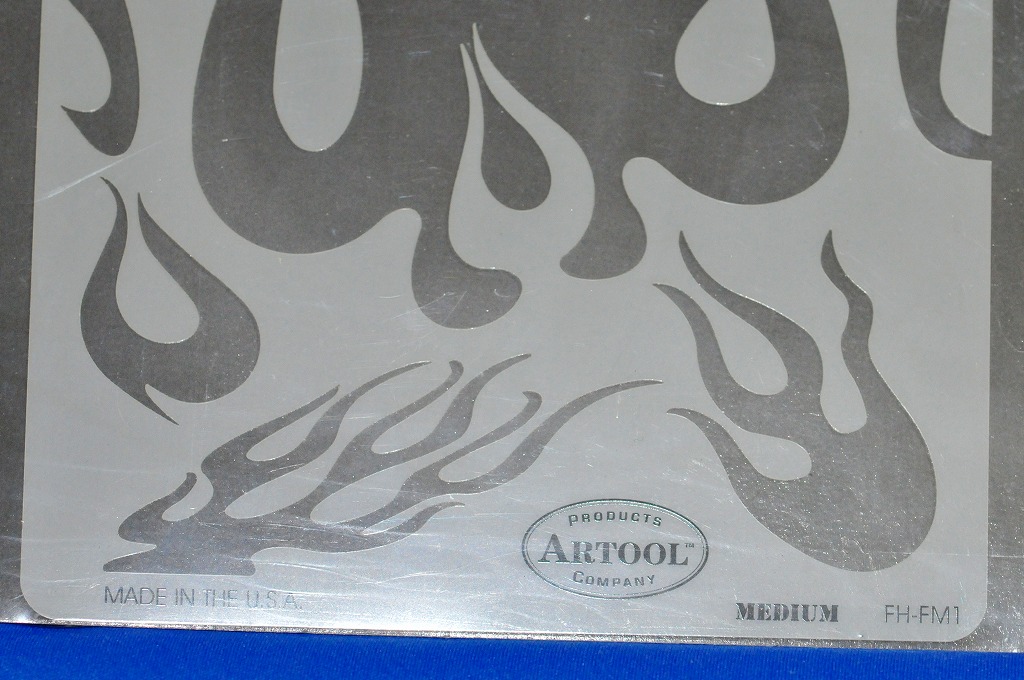 PRODUCTS
ARTOOL™
COMPANY
MADE IN THE U.S.A.
MEDIUM
FH-FM1